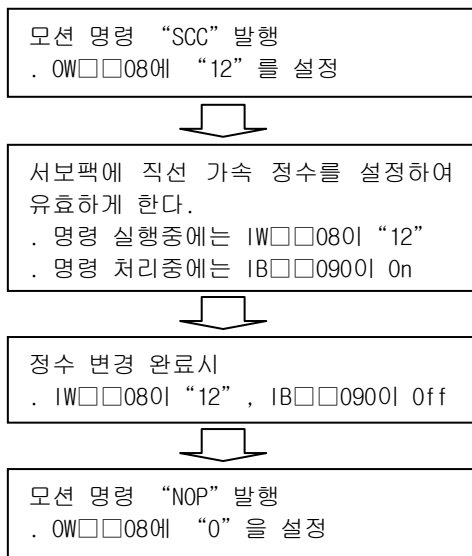 모션 명령 “SCC” 발행
. OW□□08에 “12”를 설정
서보팩에 직선 가속 정수를 설정하여
유효하게 한다.
. 명령 실행중에는 IW□□08이 “12”
. 명령 처리중에는 IB□□090이 On
정수 변경 완료시
. IW□□08이 “12”, IB□□090이 Off
모션 명령 “NOP” 발행
. OW□□08에 “0”을 설정